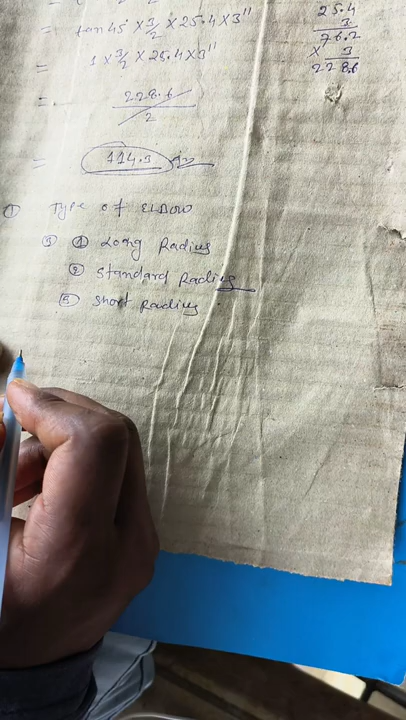 = tan 45° × 3/2 × 25.4 × 3"
= 1 × 3/2 × 25.4 × 3"
= 228.6
2
= 114.3
25.4
3
76.2
× 3
228.6
① Type of Elbow
③ ① Long Radius
② Standard Radius
⑤ Short Radius